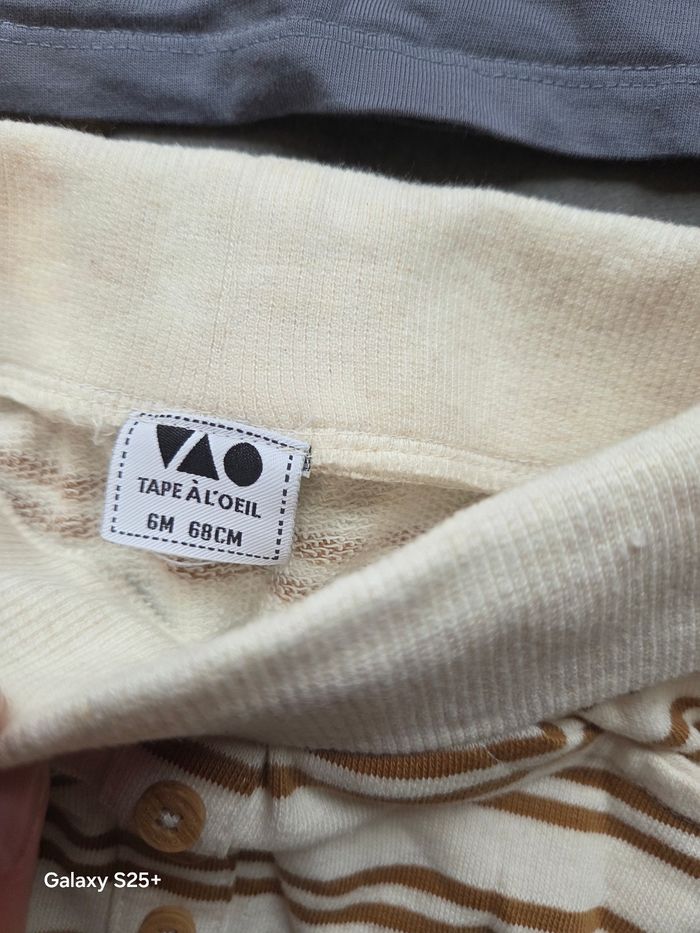 TAPE À L'OEIL
6M 68CM
Galaxy S25+